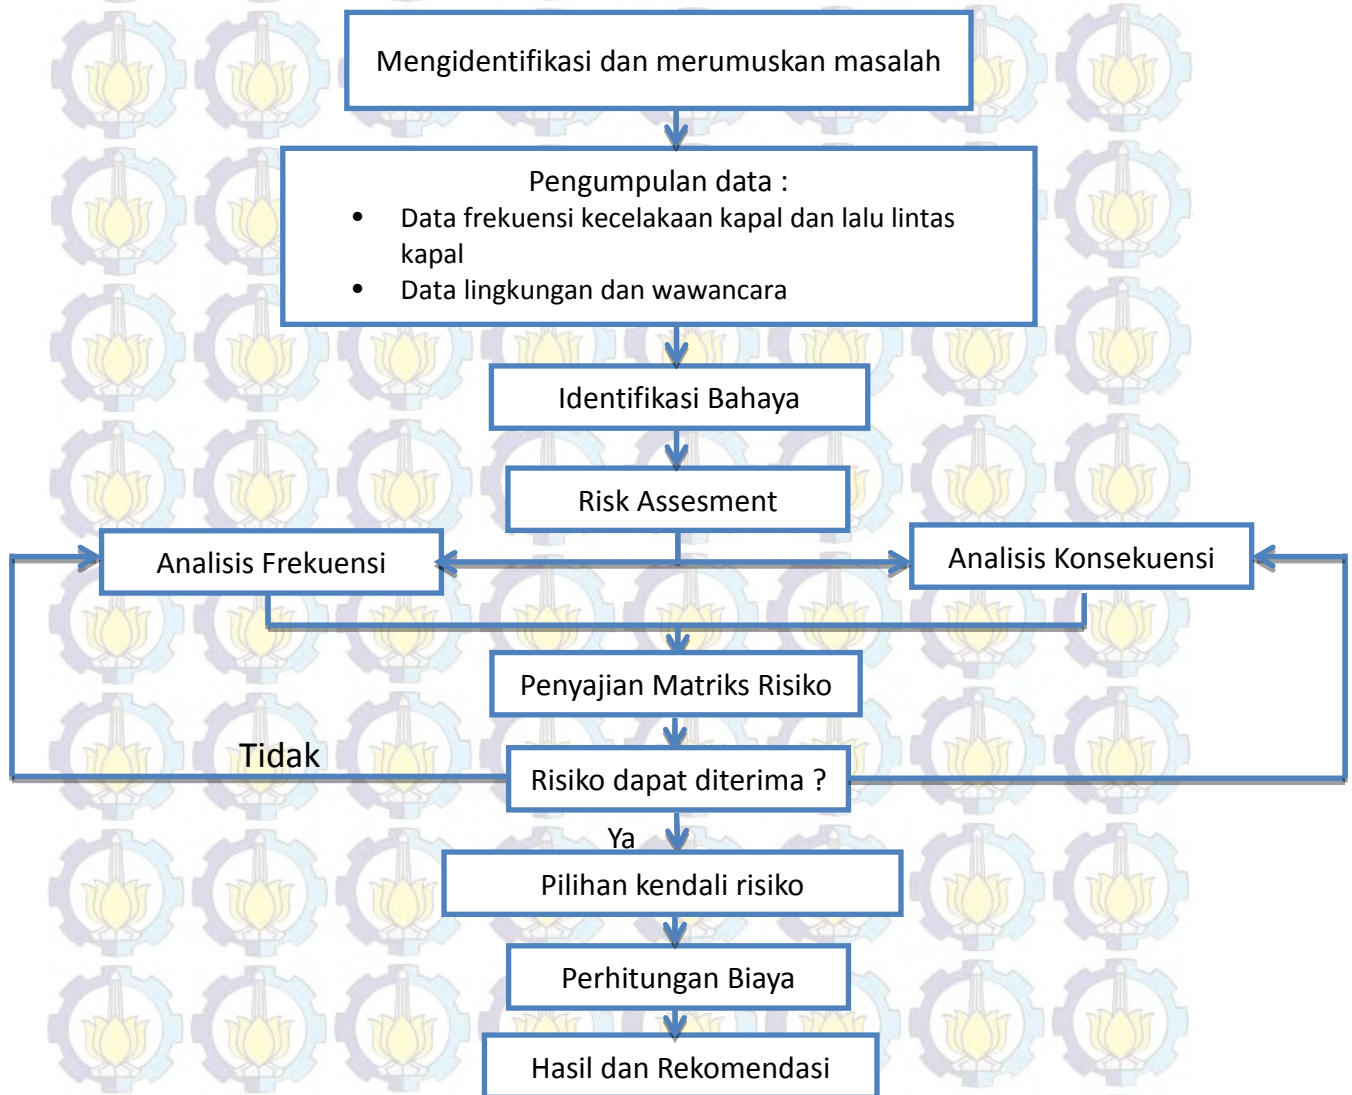 Mengidentifikasi dan merumuskan masalah
Pengumpulan data :
• Data frekuensi kecelakaan kapal dan lalu lintas
kapal
• Data lingkungan dan wawancara
Identifikasi Bahaya
Risk Assesment
Analisis Frekuensi
Analisis Konsekuensi
Penyajian Matriks Risiko
Tidak
Risiko dapat diterima ?
Ya
Pilihan kendali risiko
Perhitungan Biaya
Hasil dan Rekomendasi